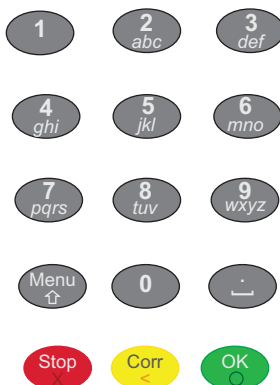 1 2 3
abc def
4 5 6
ghi jkl mno
7 8 9
pqrs tuv wxyz
Menu 0 .
⇧ ⎵
Stop Corr OK
X < O